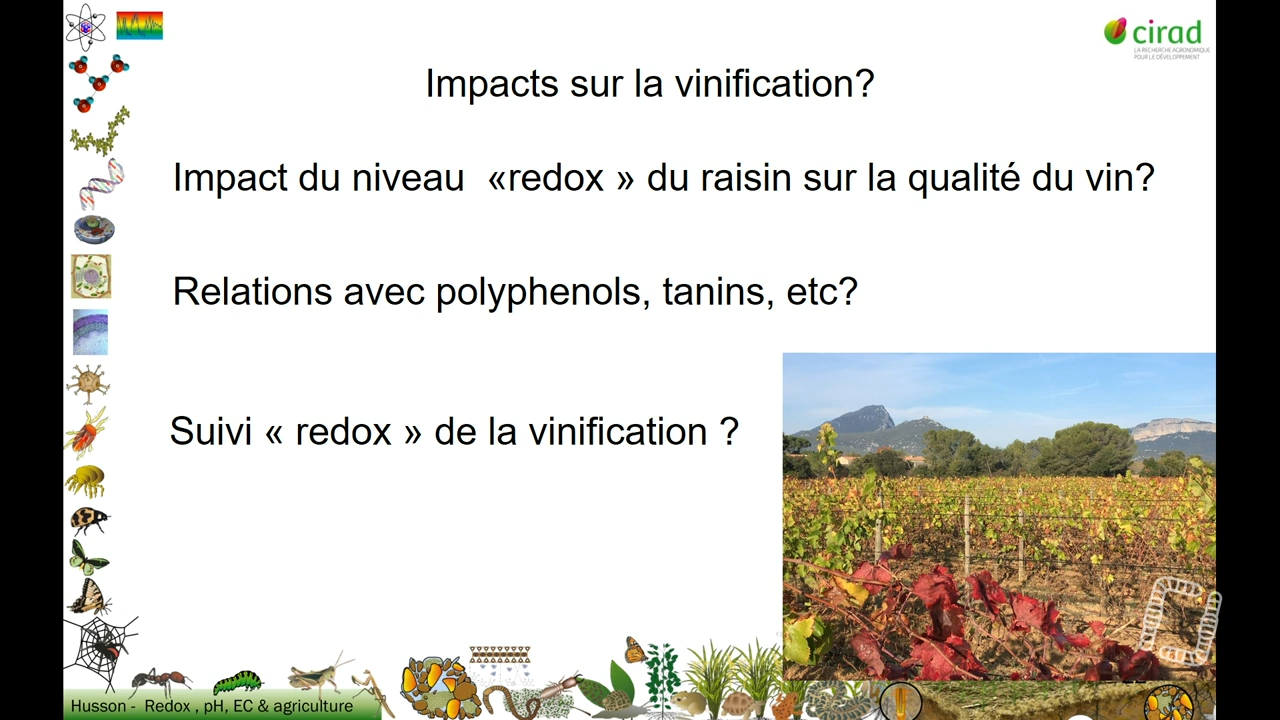 cirad
LA RECHERCHE AGRONOMIQUE
POUR LE DÉVELOPPEMENT
Impacts sur la vinification?
Impact du niveau «redox » du raisin sur la qualité du vin?
Relations avec polyphenols, tanins, etc?
Suivi « redox » de la vinification ?
Husson - Redox , pH, EC & agriculture